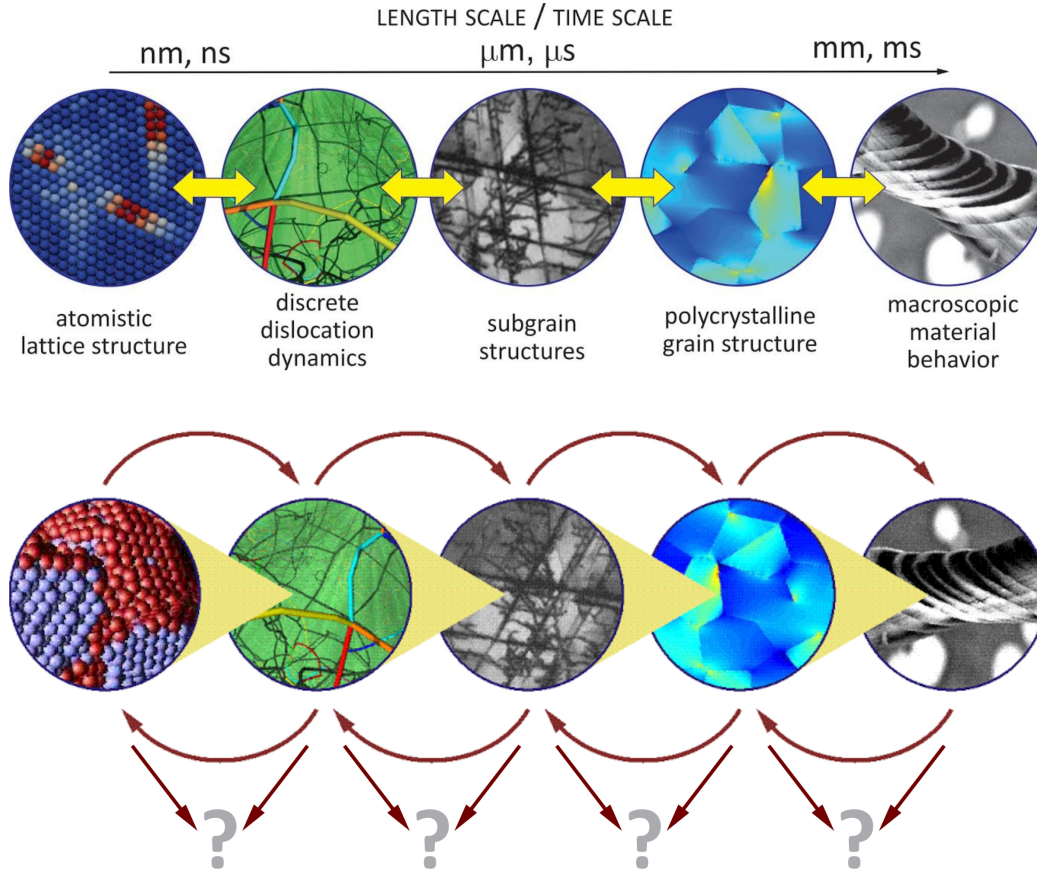 LENGTH SCALE / TIME SCALE
nm, ns μm, μs mm, ms
atomistic
lattice structure
discrete
dislocation
dynamics
subgrain
structures
polycrystalline
grain structure
macroscopic
material
behavior
? ? ? ?